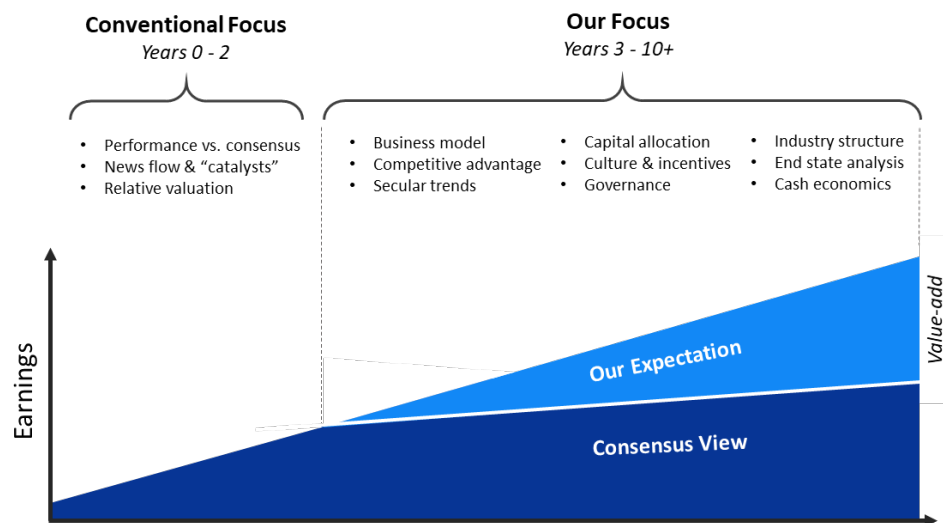 Conventional Focus
Years 0 - 2
Our Focus
Years 3 - 10+
• Performance vs. consensus
• News flow & “catalysts”
• Relative valuation
• Business model
• Competitive advantage
• Secular trends
• Capital allocation
• Culture & incentives
• Governance
• Industry structure
• End state analysis
• Cash economics
Earnings
Our Expectation
Consensus View
Value-add